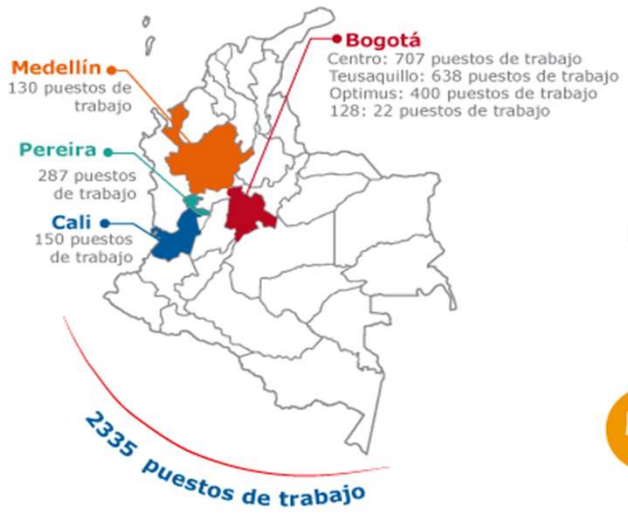 Medellín
130 puestos de
trabajo
Pereira
287 puestos
de trabajo
Cali
150 puestos
de trabajo
Bogotá
Centro: 707 puestos de trabajo
Teusaquillo: 638 puestos de trabajo
Optimus: 400 puestos de trabajo
128: 22 puestos de trabajo
2335 puestos de trabajo